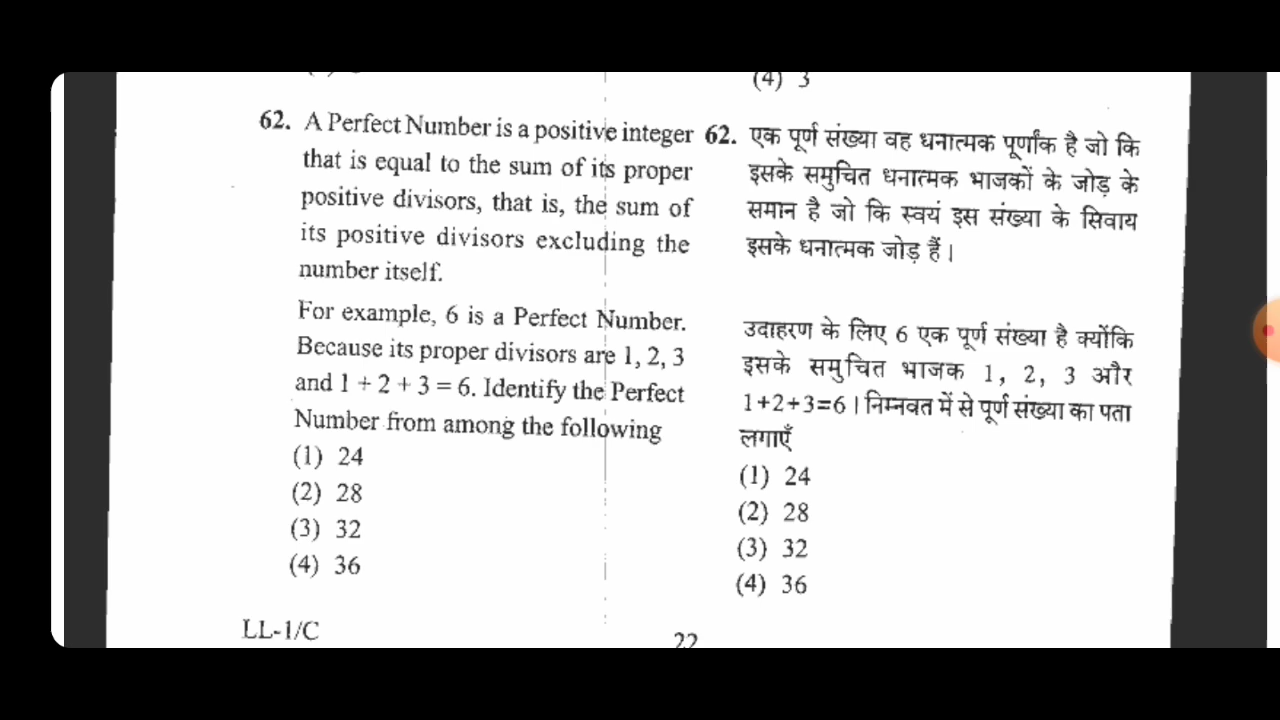 (4) 3
62. A Perfect Number is a positive integer
that is equal to the sum of its proper
positive divisors, that is, the sum of
its positive divisors excluding the
number itself.
For example, 6 is a Perfect Number.
Because its proper divisors are 1, 2, 3
and 1 + 2 + 3 = 6. Identify the Perfect
Number from among the following
(1) 24
(2) 28
(3) 32
(4) 36
62. एक पूर्ण संख्या वह धनात्मक पूर्णांक है जो कि
इसके समुचित धनात्मक भाजकों के जोड़ के
समान है जो कि स्वयं इस संख्या के सिवाय
इसके धनात्मक जोड़ हैं।
उदाहरण के लिए 6 एक पूर्ण संख्या है क्योंकि
इसके समुचित भाजक 1, 2, 3 और
1+2+3=6। निम्नवत में से पूर्ण संख्या का पता
लगाएँ
(1) 24
(2) 28
(3) 32
(4) 36
LL-1/C
22